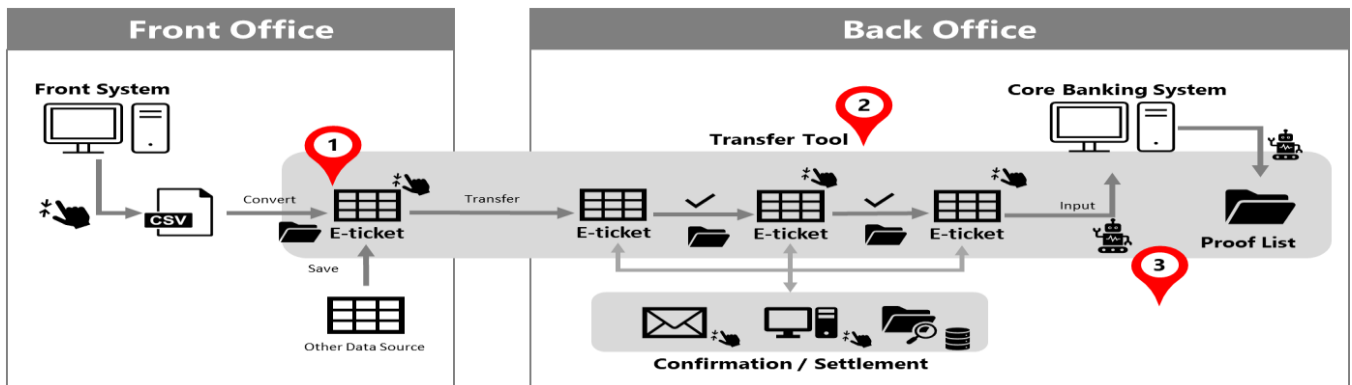 Front Office
Back Office
Front System
Core Banking System
2
1
Transfer Tool
Convert
Transfer
Input
CSV
E-ticket
E-ticket
E-ticket
E-ticket
Proof List
Save
3
Other Data Source
Confirmation / Settlement